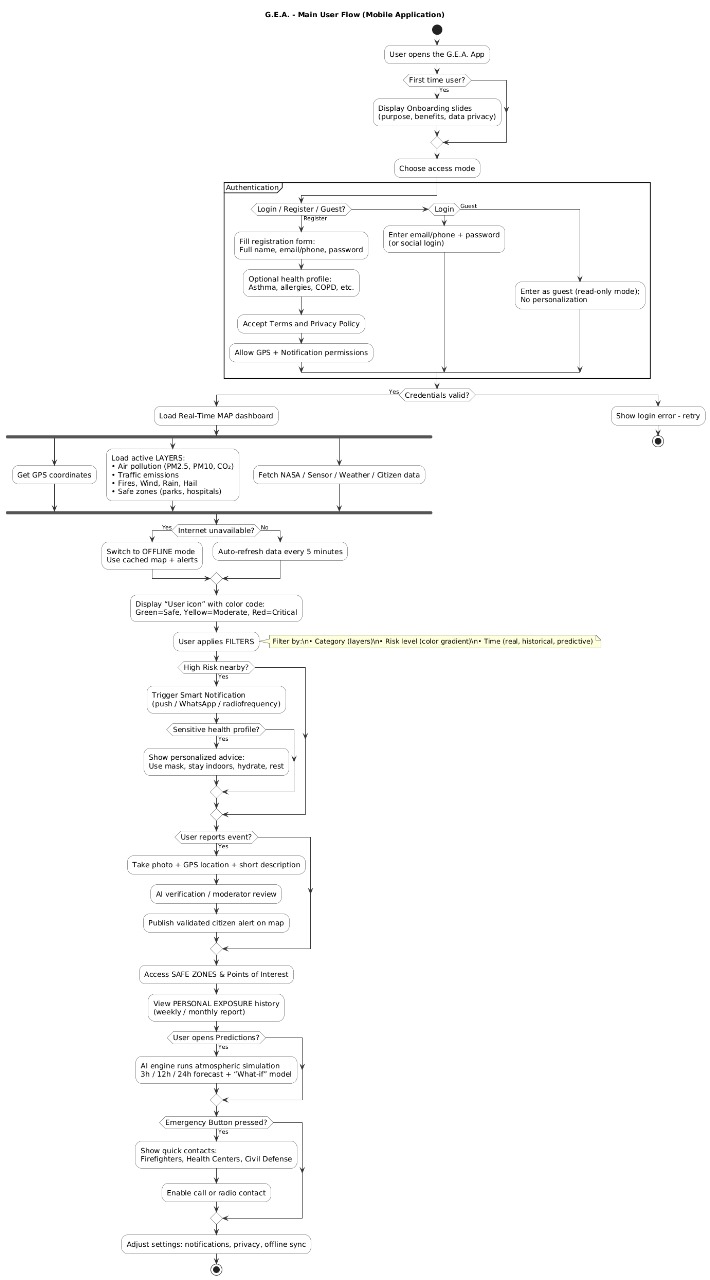 G.E.A. - Main User Flow (Mobile Application)
User opens the G.E.A. App
First time user?
Yes
Display Onboarding slides
(purpose, benefits, data privacy)
Choose access mode
Authentication
Login / Register / Guest?
Login
Guest
Register
Fill registration form:
Full name, email/phone, password
Enter email/phone + password
(or social login)
Optional health profile:
Asthma, allergies, COPD, etc.
Enter as guest (read-only mode);
No personalization
Accept Terms and Privacy Policy
Allow GPS + Notification permissions
Yes
Credentials valid?
Load Real-Time MAP dashboard
Show login error - retry
Get GPS coordinates
Load active LAYERS:
• Air pollution (PM2.5, PM10, CO₂)
• Traffic emissions
• Fires, Wind, Rain, Hail
• Safe zones (parks, hospitals)
Fetch NASA / Sensor / Weather / Citizen data
Yes
Internet unavailable?
No
Switch to OFFLINE mode
Use cached map + alerts
Auto-refresh data every 5 minutes
Display “User icon” with color code:
Green=Safe, Yellow=Moderate, Red=Critical
User applies FILTERS
Filter by:\n• Category (layers)\n• Risk level (color gradient)\n• Time (real, historical, predictive)
High Risk nearby?
Yes
Trigger Smart Notification
(push / WhatsApp / radiofrequency)
Sensitive health profile?
Yes
Show personalized advice:
Use mask, stay indoors, hydrate, rest
User reports event?
Yes
Take photo + GPS location + short description
AI verification / moderator review
Publish validated citizen alert on map
Access SAFE ZONES & Points of Interest
View PERSONAL EXPOSURE history
(weekly / monthly report)
User opens Predictions?
Yes
AI engine runs atmospheric simulation
3h / 12h / 24h forecast + “What-if” model
Emergency Button pressed?
Yes
Show quick contacts:
Firefighters, Health Centers, Civil Defense
Enable call or radio contact
Adjust settings: notifications, privacy, offline sync